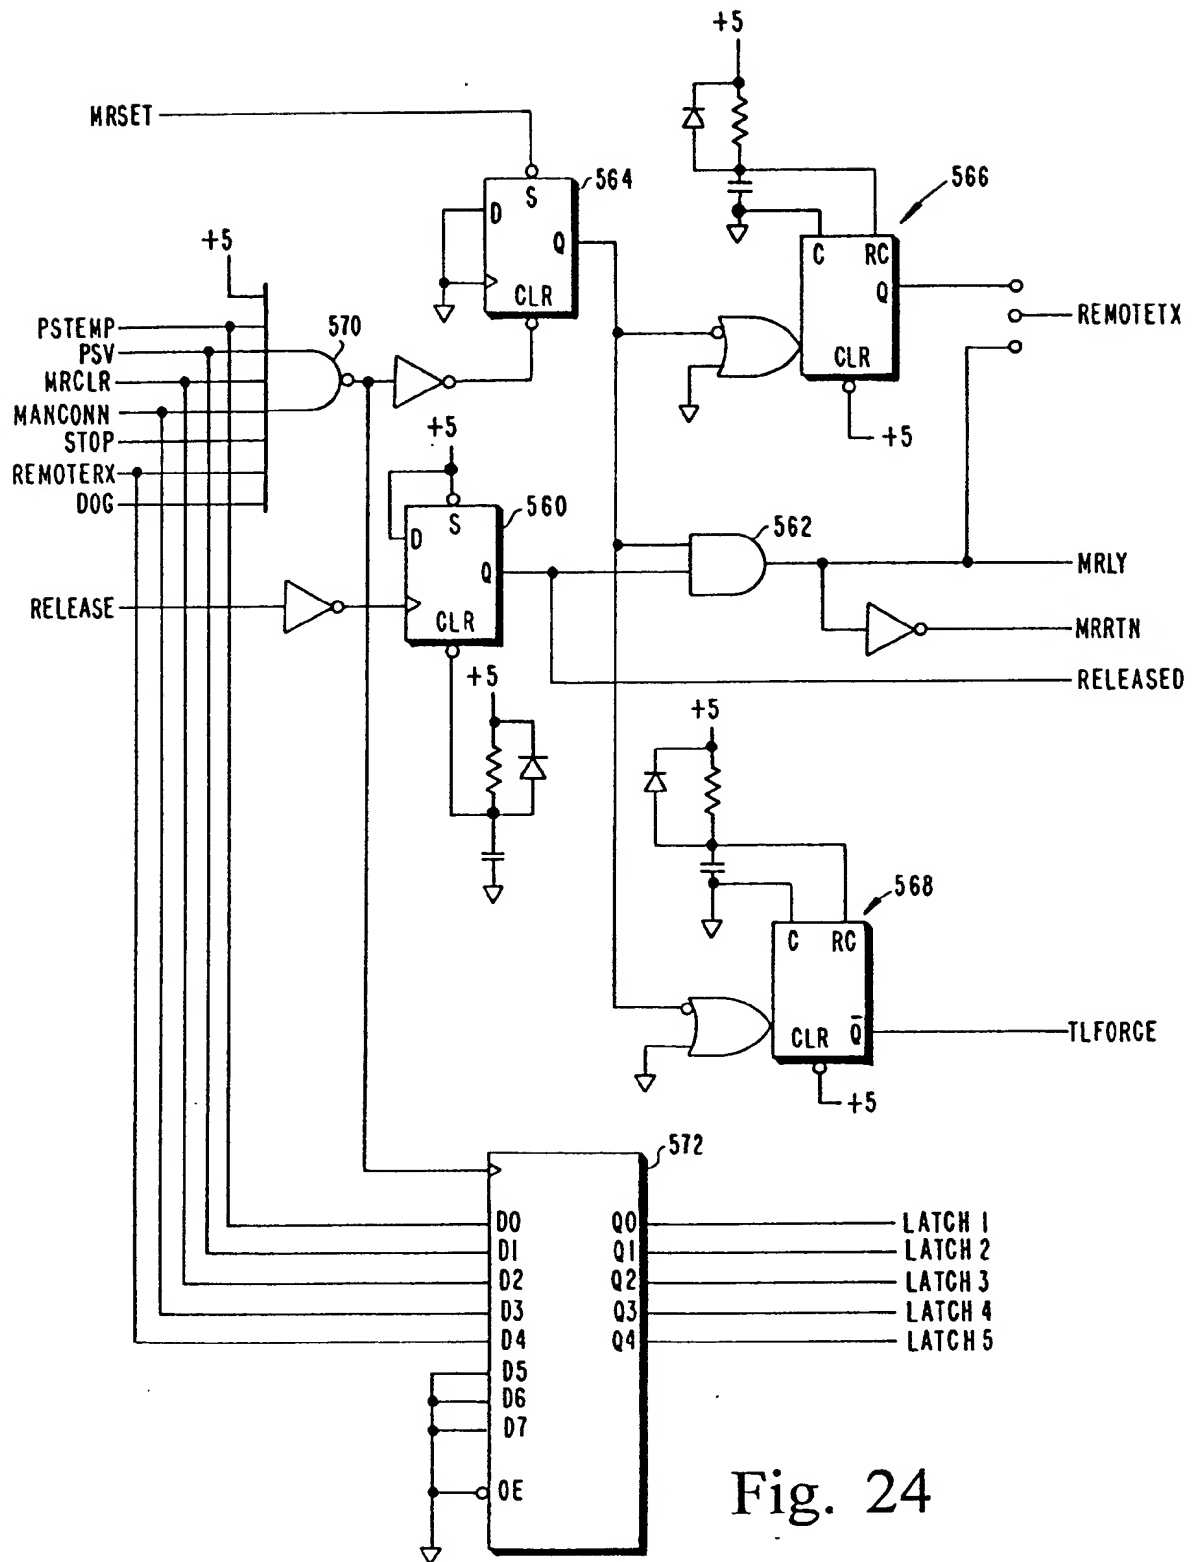 +5
MRSET
564
S
D
Q
CLR
566
C RC
Q
CLR
+5
REMOTETX
+5
PSTEMP
PSV
MRCLR
MANCONN
STOP
REMOTERX
DOG
570
+5
560
S
D
Q
CLR
RELEASE
562
MRLY
MRRTN
RELEASED
+5
+5
568
C RC
CLR Q̅
+5
TLFORCE
572
D0 Q0 LATCH 1
D1 Q1 LATCH 2
D2 Q2 LATCH 3
D3 Q3 LATCH 4
D4 Q4 LATCH 5
D5
D6
D7
OE
Fig. 24